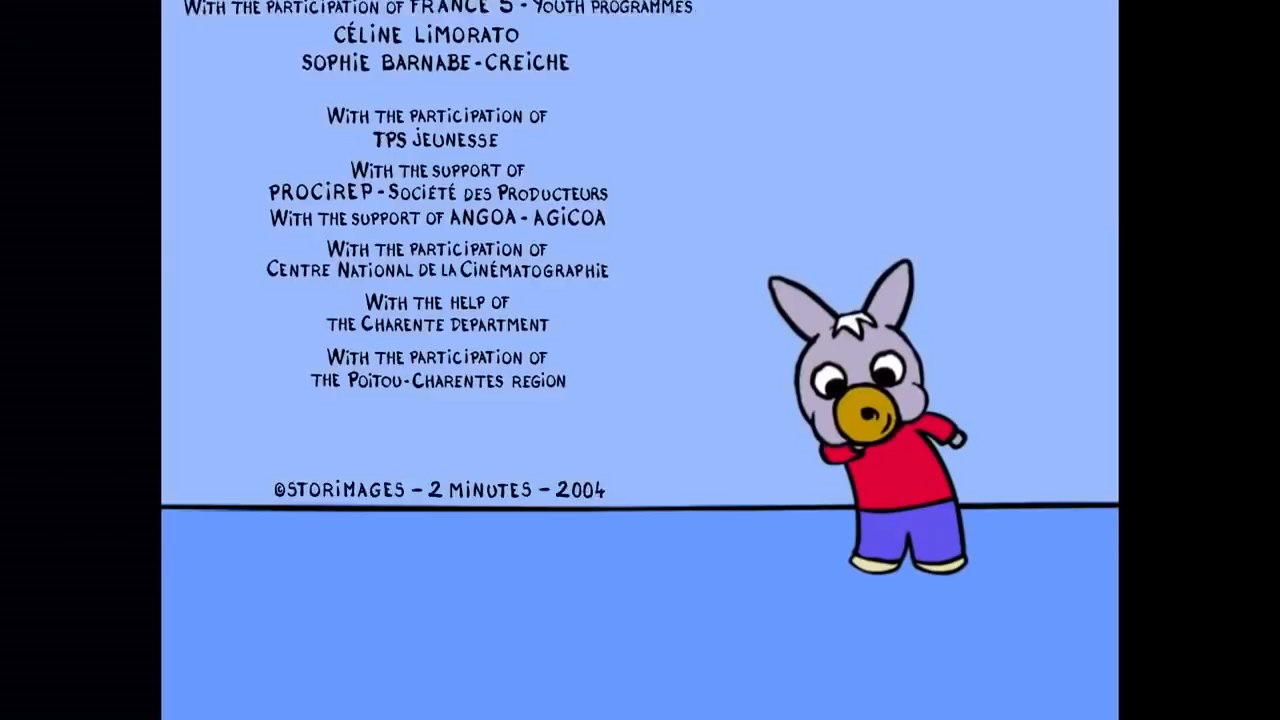 WiTH THE PARTiCiPATiON OF FRANCE 5 - YOUTH PROGRAMMES
CÉLiNE LiMORATO
SOPHiE BARNABE-CREiCHE
WiTH THE PARTiCiPATiON OF
TPS JEUNESSE
WiTH THE SUPPORT OF
PROCiREP - SOCiÉTÉ DES PRODUCTEURS
WiTH THE SUPPORT OF ANGOA - AGiCOA
WiTH THE PARTiCiPATiON OF
CENTRE NATiONAL DE LA CiNÉMATOGRAPHiE
WiTH THE HELP OF
THE CHARENTE DEPARTMENT
WiTH THE PARTiCiPATiON OF
THE POiTOU-CHARENTES REGiON
©STORiMAGES - 2 MiNUTES - 2004